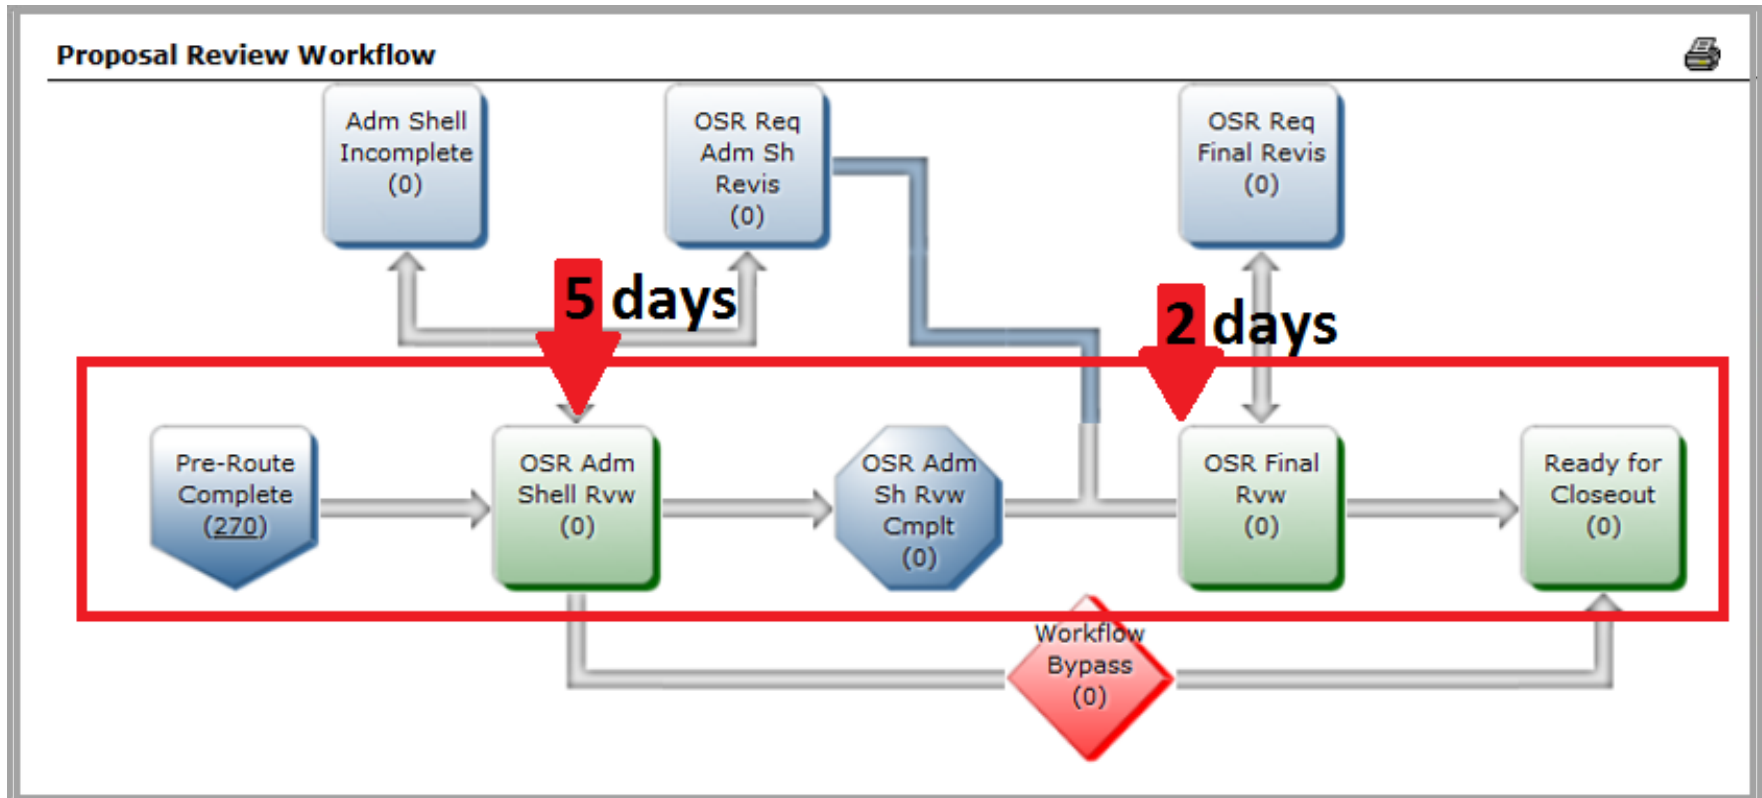 Proposal Review Workflow
Adm Shell
Incomplete
(0)
OSR Req
Adm Sh
Revis
(0)
OSR Req
Final Revis
(0)
5 days
2 days
Pre-Route
Complete
(270)
OSR Adm
Shell Rvw
(0)
OSR Adm
Sh Rvw
Cmplt
(0)
OSR Final
Rvw
(0)
Ready for
Closeout
(0)
Workflow
Bypass
(0)